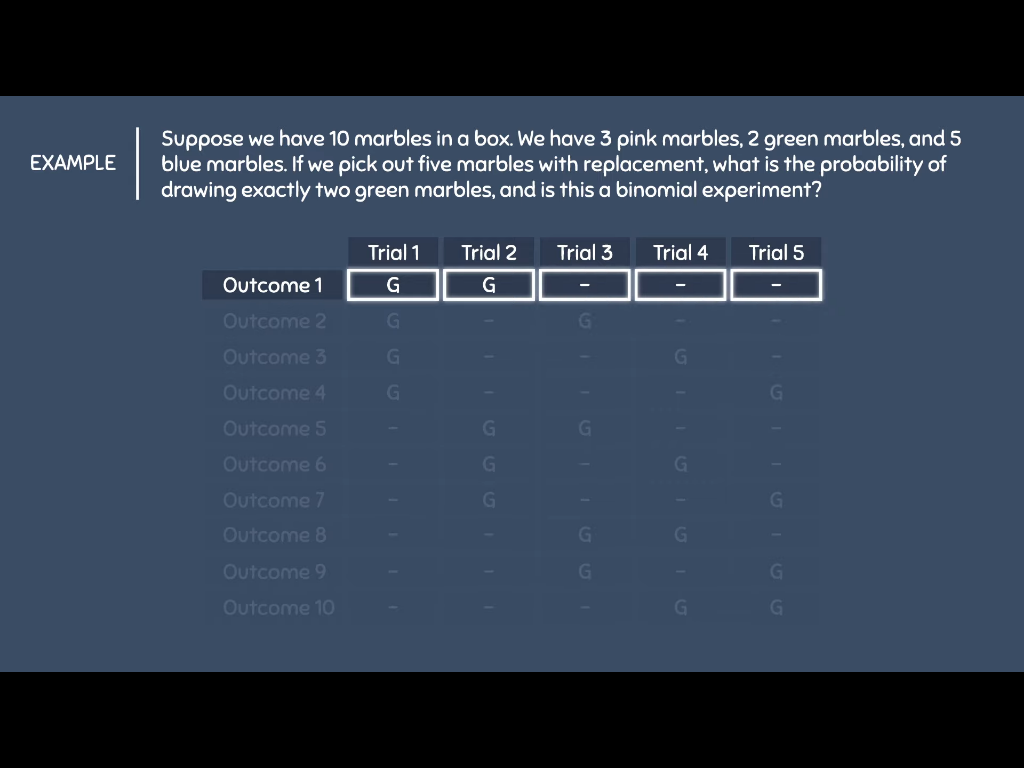 EXAMPLE
Suppose we have 10 marbles in a box. We have 3 pink marbles, 2 green marbles, and 5
blue marbles. If we pick out five marbles with replacement, what is the probability of
drawing exactly two green marbles, and is this a binomial experiment?
Trial 1 Trial 2 Trial 3 Trial 4 Trial 5
Outcome 1 G G - - -
Outcome 2 G - G - -
Outcome 3 G - - G -
Outcome 4 G - - - G
Outcome 5 - G G - -
Outcome 6 - G - G -
Outcome 7 - G - - G
Outcome 8 - - G G -
Outcome 9 - - G - G
Outcome 10 - - - G G